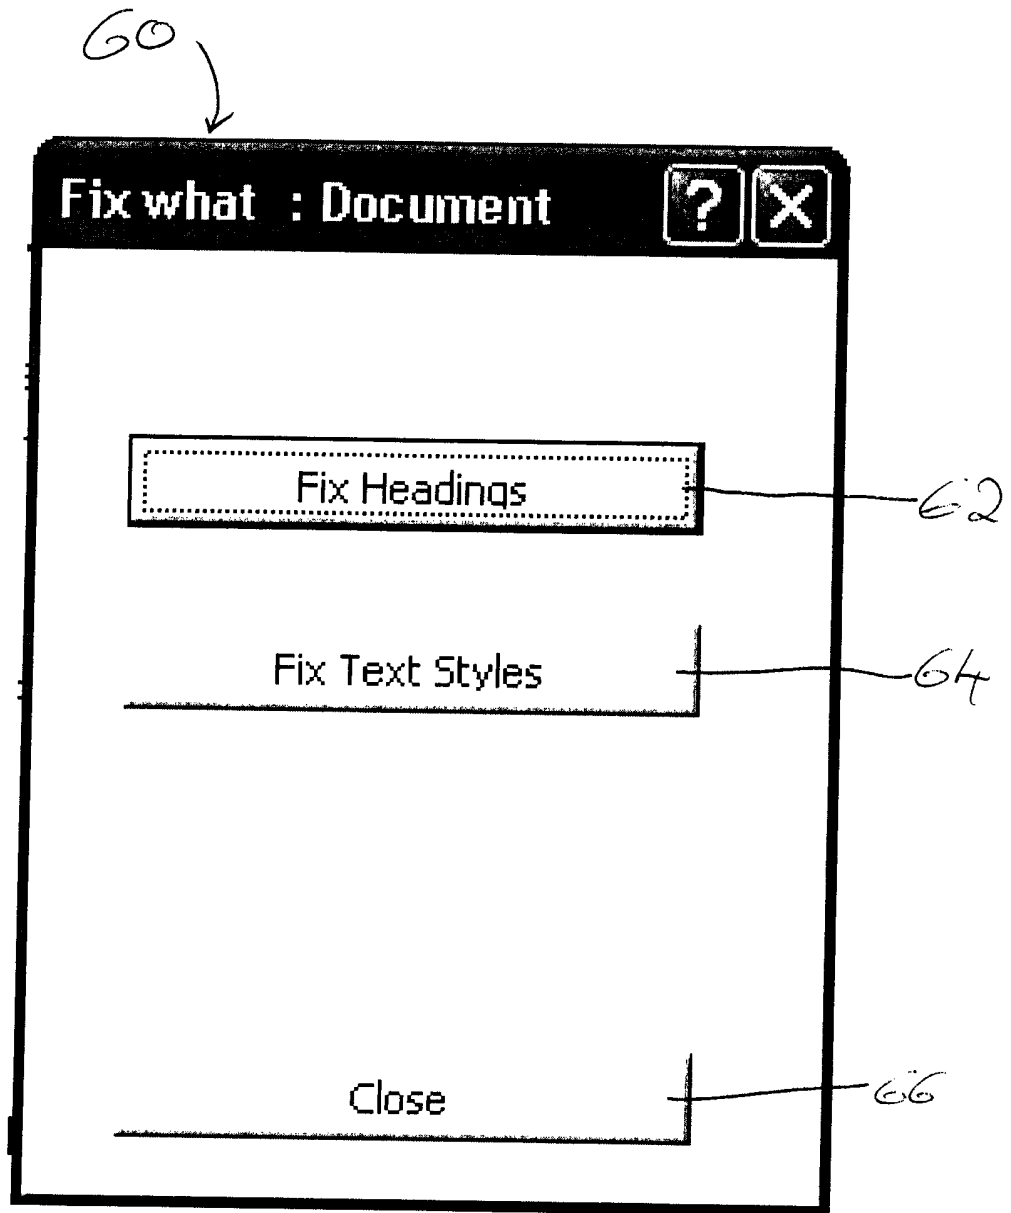 60
Fix what : Document ? X
Fix Headings 62
Fix Text Styles 64
Close 66